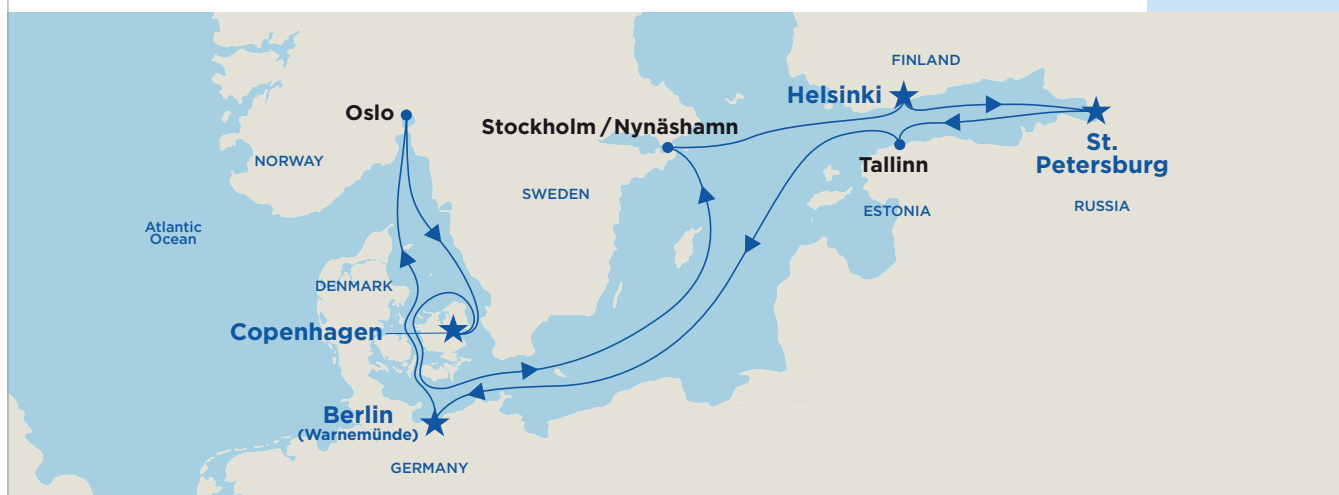 FINLAND
Helsinki
Oslo
Stockholm / Nynäshamn
St.
Petersburg
Tallinn
NORWAY
SWEDEN
ESTONIA
RUSSIA
Atlantic
Ocean
DENMARK
Copenhagen
Berlin
(Warnemünde)
GERMANY